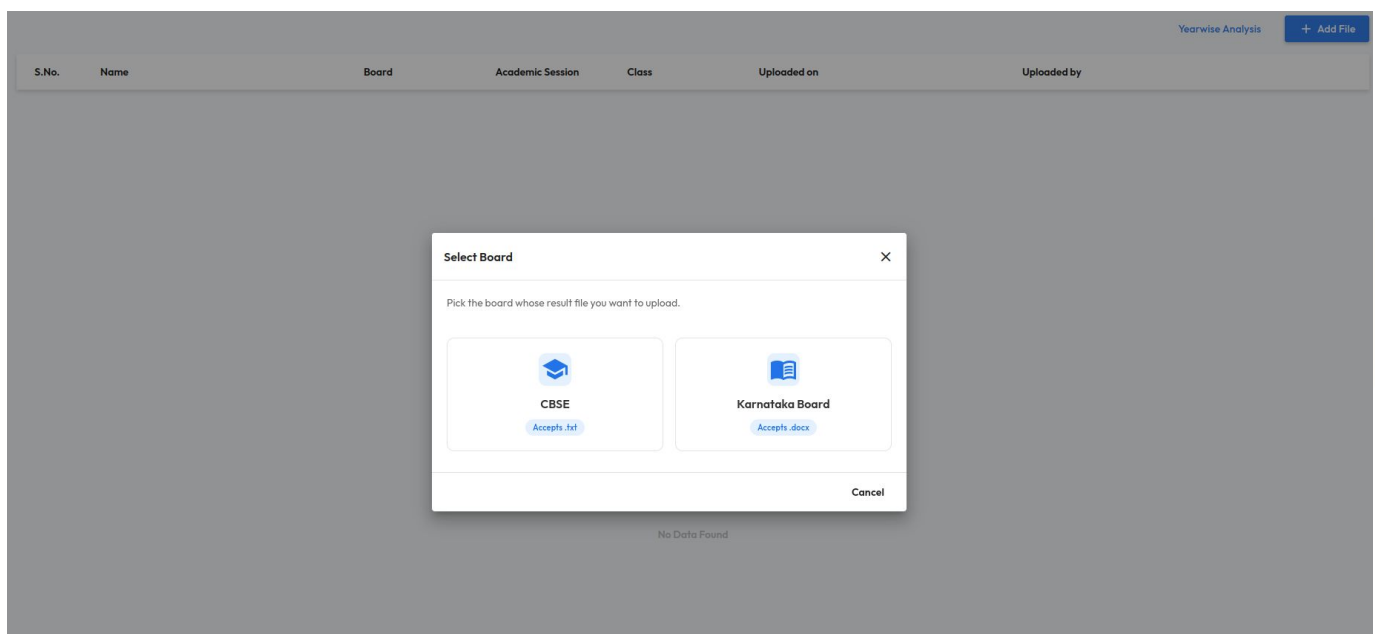 Yearwise Analysis + Add File
S.No. Name Board Academic Session Class Uploaded on Uploaded by
Select Board
Pick the board whose result file you want to upload.
CBSE Karnataka Board
Accepts .txt Accepts .docx
Cancel
No Data Found